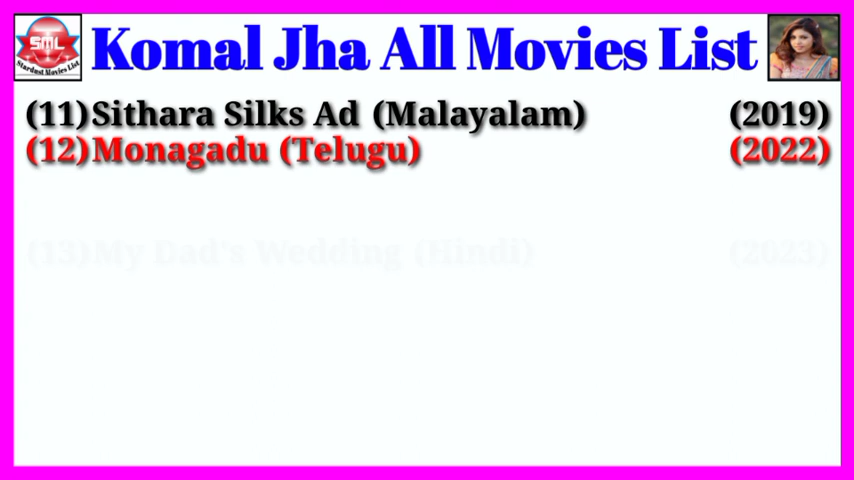 SML
Stardust Movies List
Komal Jha All Movies List
(11) Sithara Silks Ad (Malayalam) (2019)
(12) Monagadu (Telugu) (2022)
(13) My Dad's Wedding (Hindi) (2023)